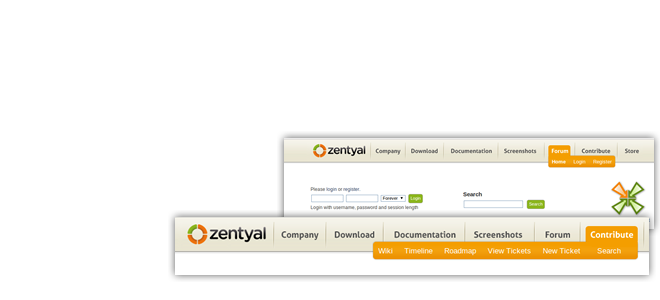 zentyal Company Download Documentation Screenshots Forum Contribute Store
Home Login Register
Please login or register.
Forever Login
Login with username, password and session length
Search
Search
zentyal Company Download Documentation Screenshots Forum Contribute
Wiki Timeline Roadmap View Tickets New Ticket Search